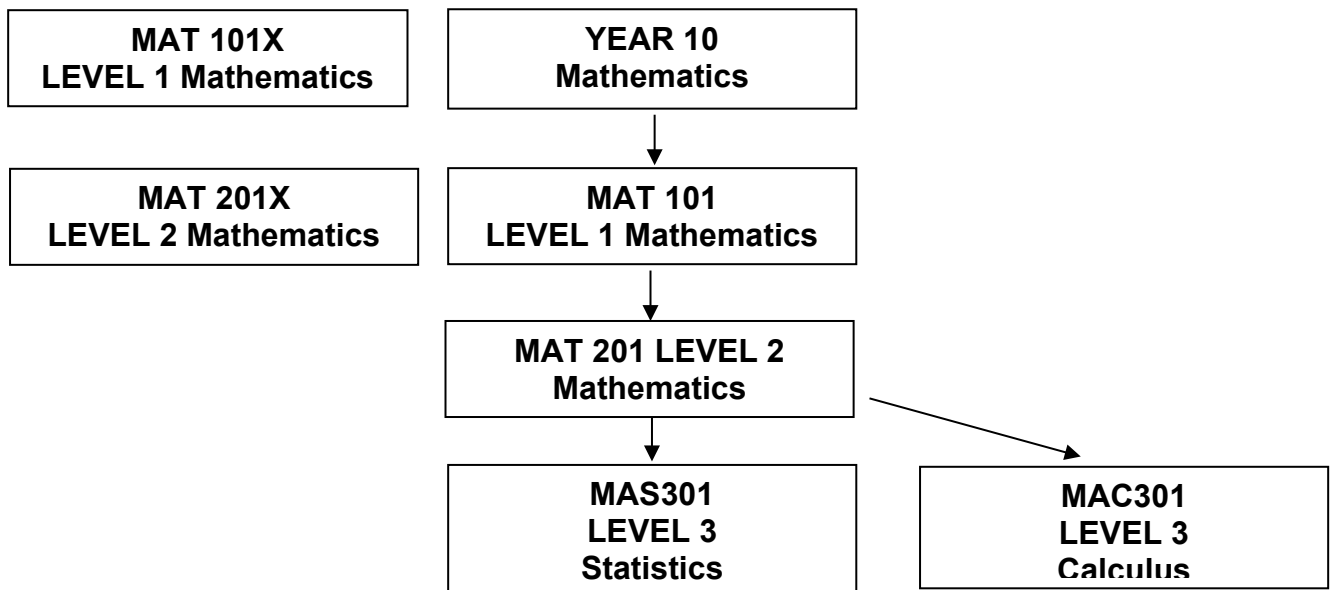 MAT 101X
LEVEL 1 Mathematics
YEAR 10
Mathematics
MAT 201X
LEVEL 2 Mathematics
MAT 101
LEVEL 1 Mathematics
MAT 201 LEVEL 2
Mathematics
MAS301
LEVEL 3
Statistics
MAC301
LEVEL 3
Calculus